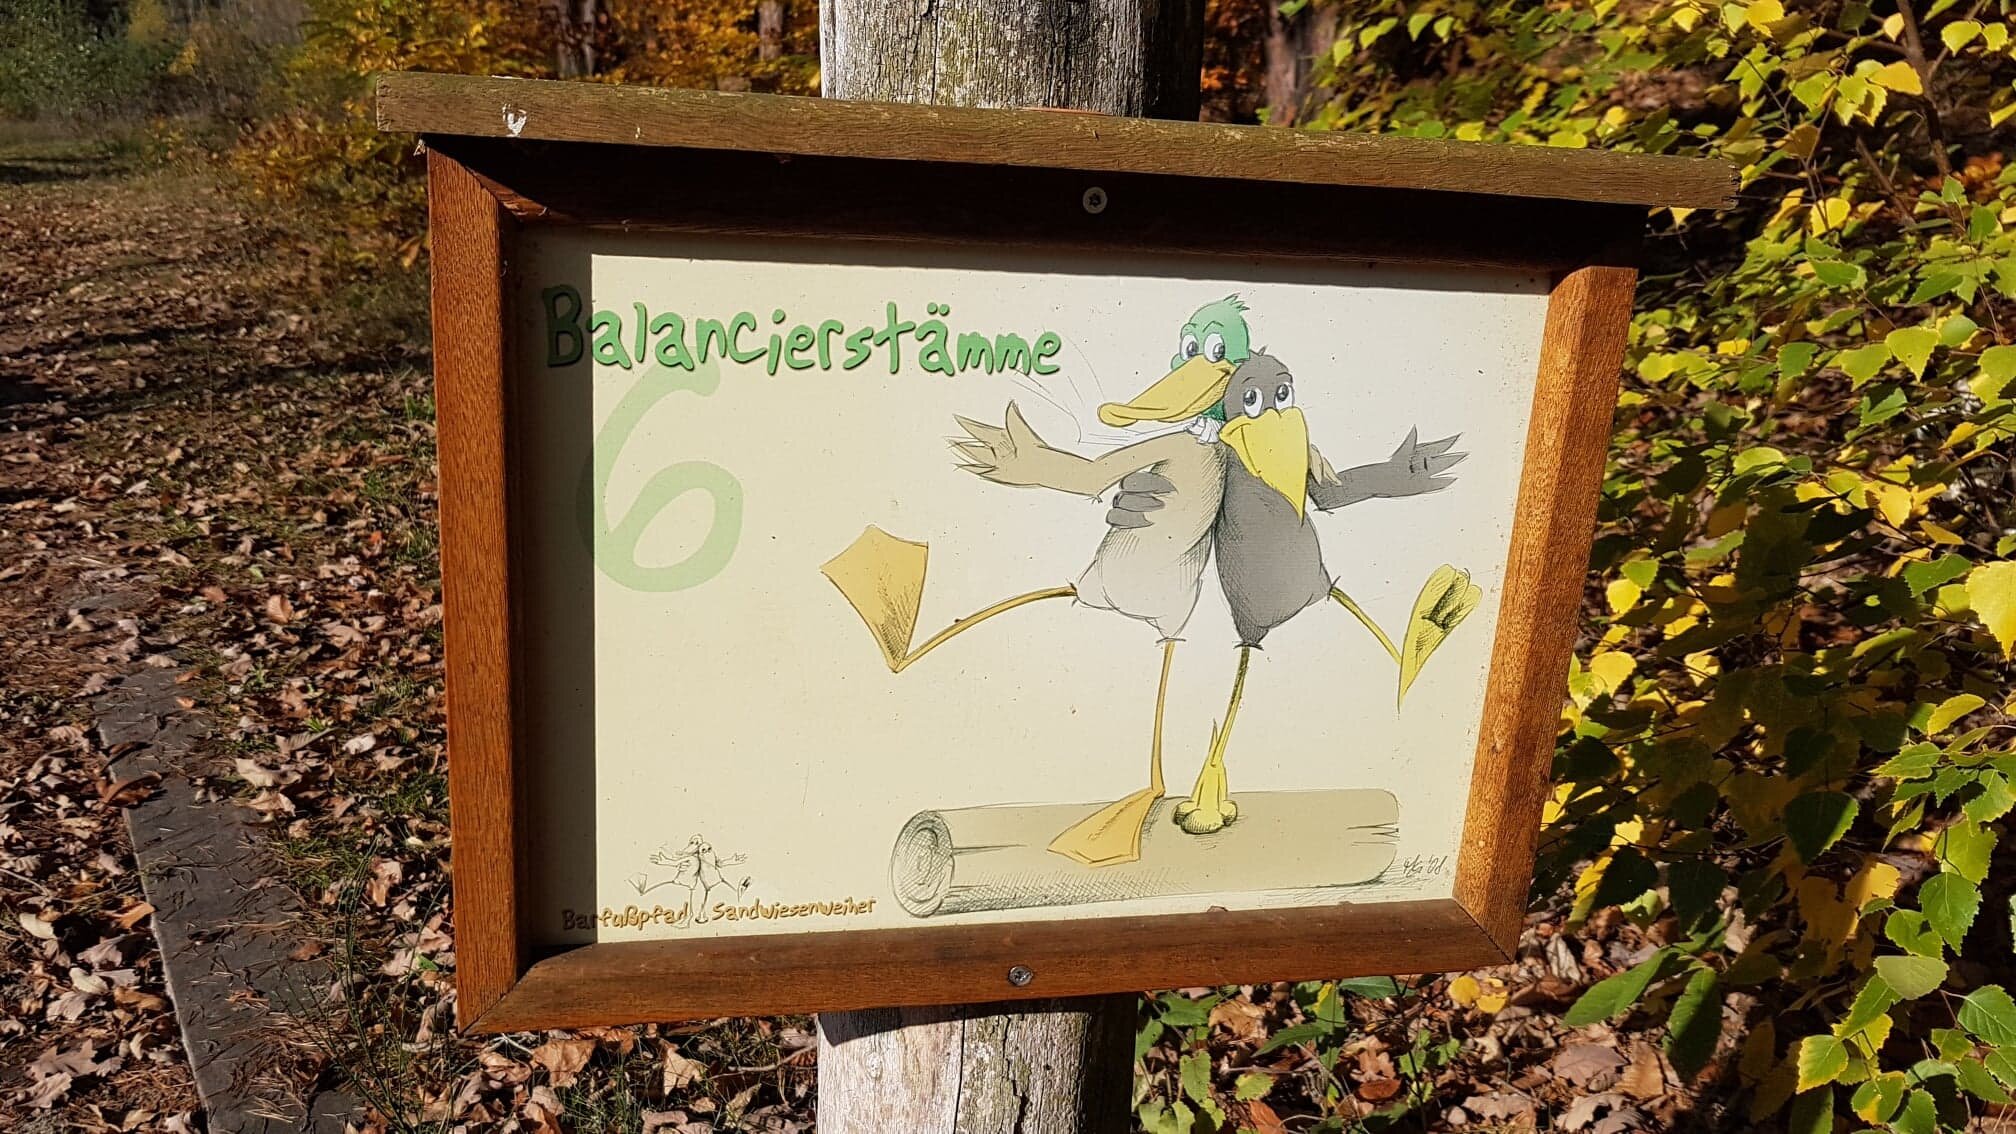 Balancierstämme
6
Barfußpfad Sandwiesenweiher